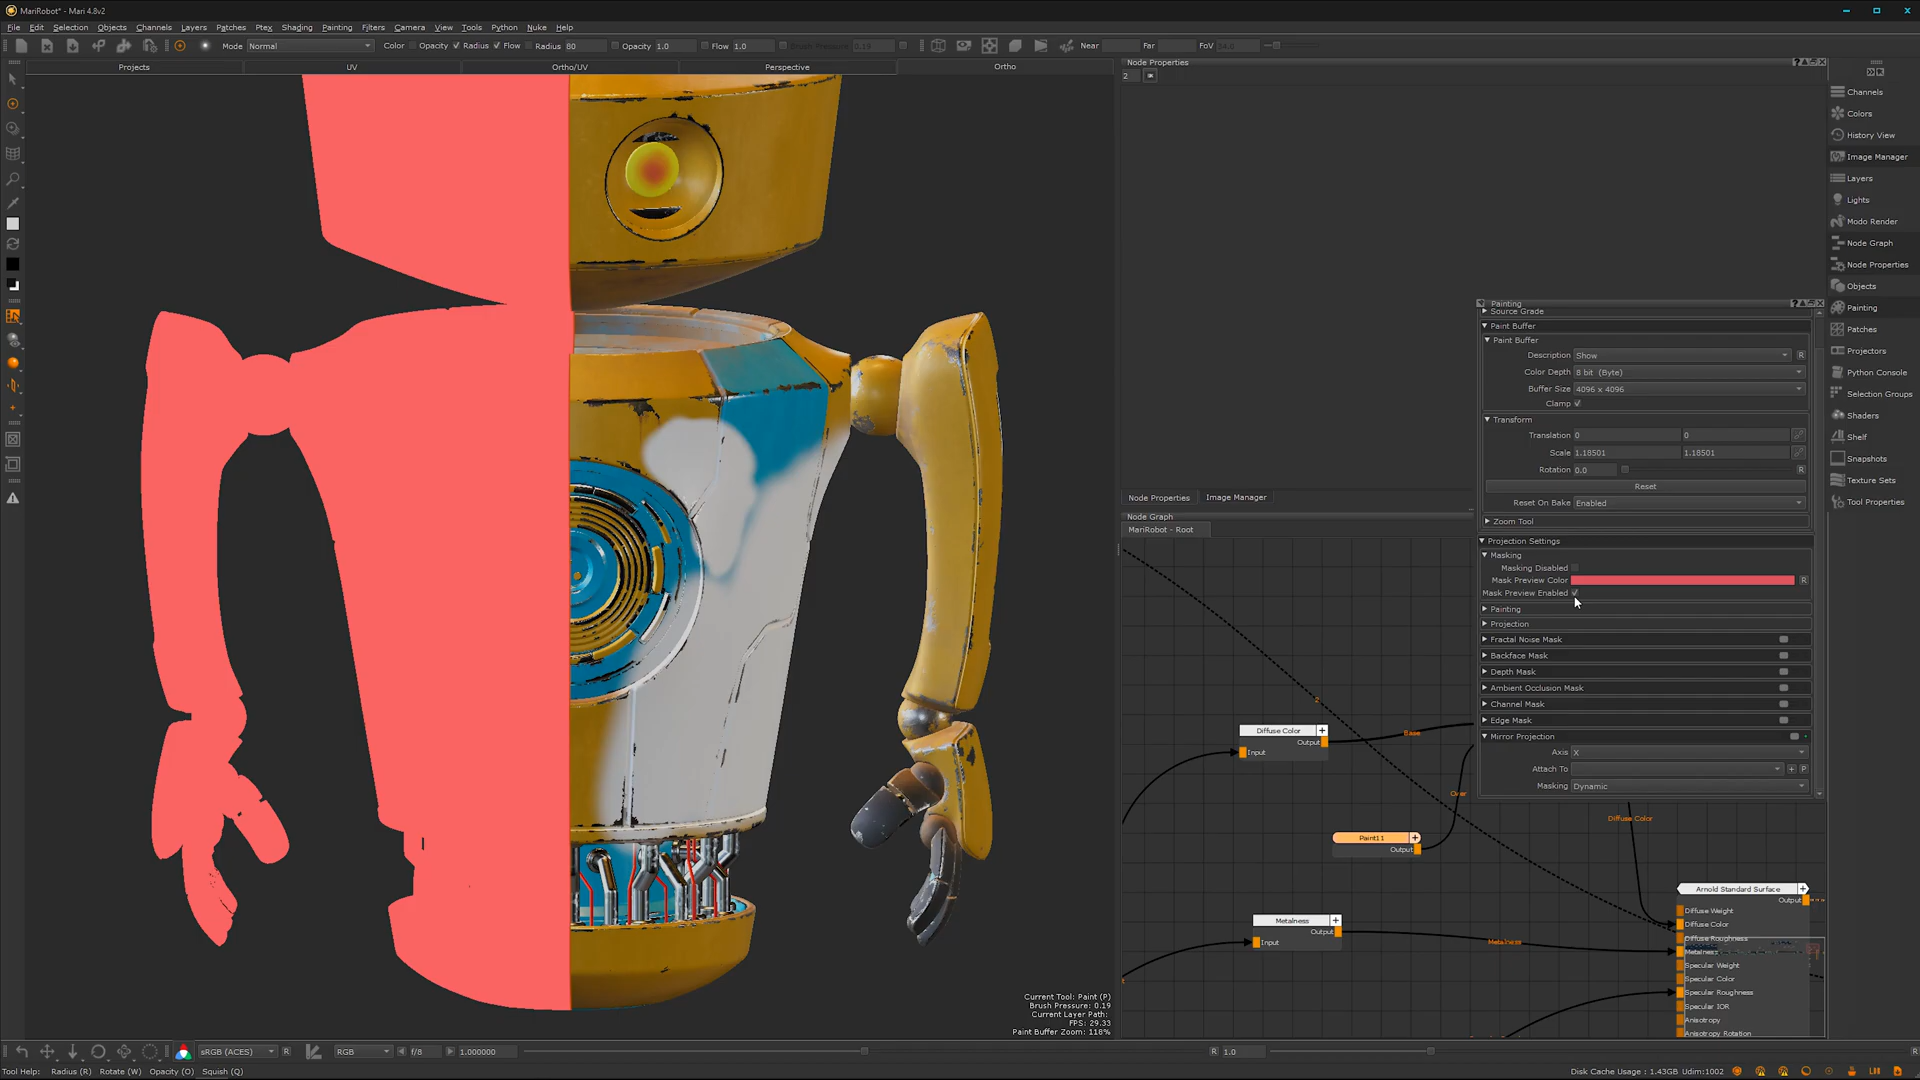 MariRobot* - Mari 4.8v2
File Edit Selection Objects Channels Layers Patches Ptex Shading Painting Filters Camera View Tools Python Nuke Help
Mode Normal Color Opacity Radius Flow Radius 80 Opacity 1.0 Flow 1.0 Brush Pressure 0.19 Near Far FoV 34.0
Projects UV Ortho/UV Perspective Ortho
Node Properties
2
Channels
Colors
History View
Image Manager
Layers
Lights
Modo Render
Node Graph
Node Properties
Objects
Painting
Patches
Projectors
Python Console
Selection Groups
Shaders
Shelf
Snapshots
Texture Sets
Tool Properties
Painting
Source Grade
Paint Buffer
Paint Buffer
Description Show R
Color Depth 8 bit (Byte)
Buffer Size 4096 x 4096
Clamp
Transform
Translation 0 0
Scale 1.18501 1.18501
Rotation 0.0 R
Reset
Reset On Bake Enabled
Zoom Tool
Projection Settings
Masking
Masking Disabled
Mask Preview Color R
Mask Preview Enabled
Painting
Projection
Fractal Noise Mask
Backface Mask
Depth Mask
Ambient Occlusion Mask
Channel Mask
Edge Mask
Mirror Projection
Axis X
Attach To + P
Masking Dynamic
Node Properties Image Manager
Node Graph
MariRobot - Root
2
Diffuse Color +
Output
Input
Base
Over
Paint11 +
Output
Metalness +
Output
Input
Metalness
Diffuse Color
Arnold Standard Surface +
Output
Diffuse Weight
Diffuse Color
Diffuse Roughness
Metalness
Specular Weight
Specular Color
Specular Roughness
Specular IOR
Anisotropy
Anisotropy Rotation
Current Tool: Paint (P)
Brush Pressure: 0.19
Current Layer Path:
FPS: 29.33
Paint Buffer Zoom: 118%
sRGB (ACES) R RGB f/8 1.000000 R 1.0 R
Tool Help: Radius (R) Rotate (W) Opacity (O) Squish (Q)
Disk Cache Usage : 1.43GB Udim:1002